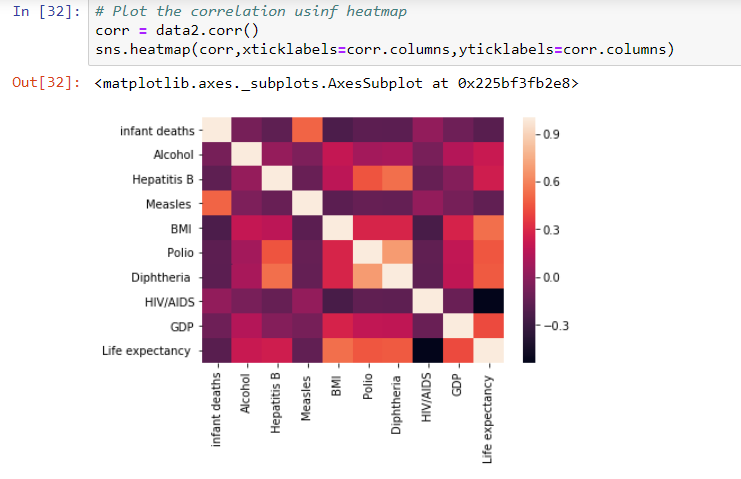 In [32]: # Plot the correlation usinf heatmap
corr = data2.corr()
sns.heatmap(corr,xticklabels=corr.columns,yticklabels=corr.columns)
Out[32]: <matplotlib.axes._subplots.AxesSubplot at 0x225bf3fb2e8>
infant deaths
Alcohol
Hepatitis B
Measles
BMI
Polio
Diphtheria
HIV/AIDS
GDP
Life expectancy
0.9
0.6
0.3
0.0
−0.3
infant deaths
Alcohol
Hepatitis B
Measles
BMI
Polio
Diphtheria
HIV/AIDS
GDP
Life expectancy